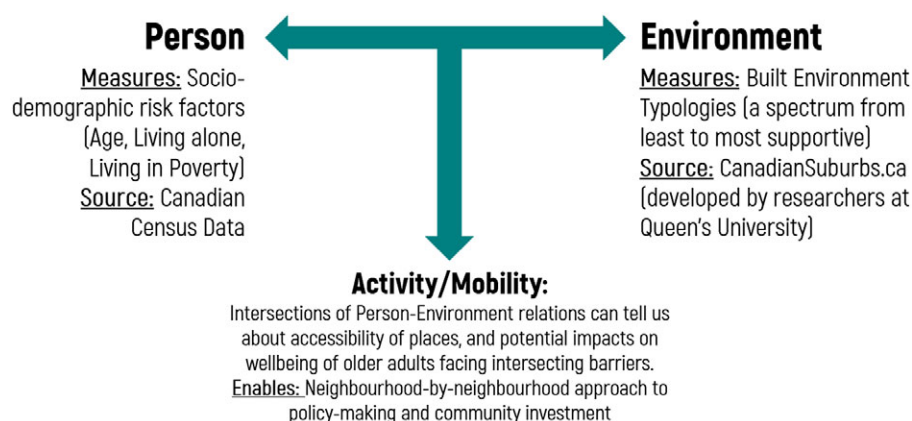 Person
Measures: Socio-
demographic risk factors
(Age, Living alone,
Living in Poverty)
Source: Canadian
Census Data
Environment
Measures: Built Environment
Typologies (a spectrum from
least to most supportive)
Source: CanadianSuburbs.ca
(developed by researchers at
Queen's University)
Activity/Mobility:
Intersections of Person-Environment relations can tell us
about accessibility of places, and potential impacts on
wellbeing of older adults facing intersecting barriers.
Enables: Neighbourhood-by-neighbourhood approach to
policy-making and community investment